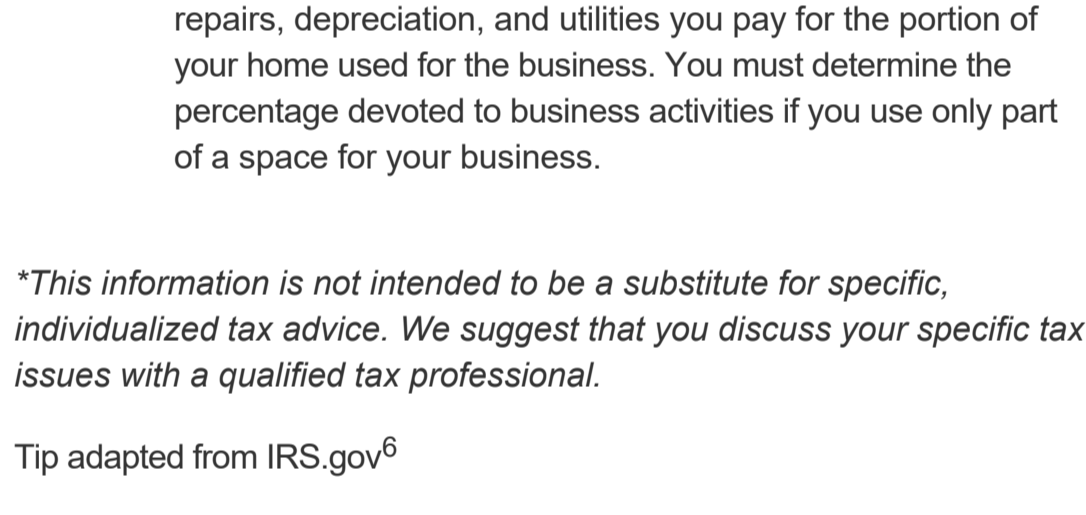 repairs, depreciation, and utilities you pay for the portion of
your home used for the business. You must determine the
percentage devoted to business activities if you use only part
of a space for your business.
*This information is not intended to be a substitute for specific,
individualized tax advice. We suggest that you discuss your specific tax
issues with a qualified tax professional.
Tip adapted from IRS.gov6